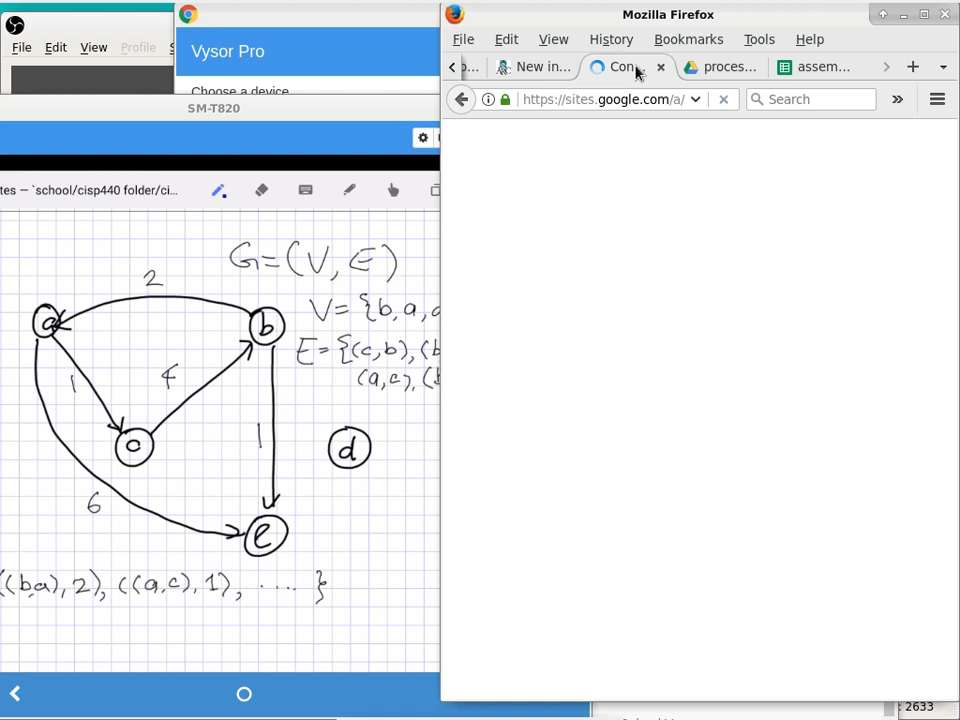 Mozilla Firefox
File Edit View Profile
Vysor Pro
File Edit View History Bookmarks Tools Help
New in... Con... proces... assem...
Choose a device
https://sites.google.com/a/ Search
SM-T820
tes — `school/cisp440 folder/ci...
G=(V,E)
2
V={b,a,
a b
E={(c,b),(b
1 4
(a,c),(b
c 1 d
6
e
((b,a),2),((a,c),1), .... }
: 2633